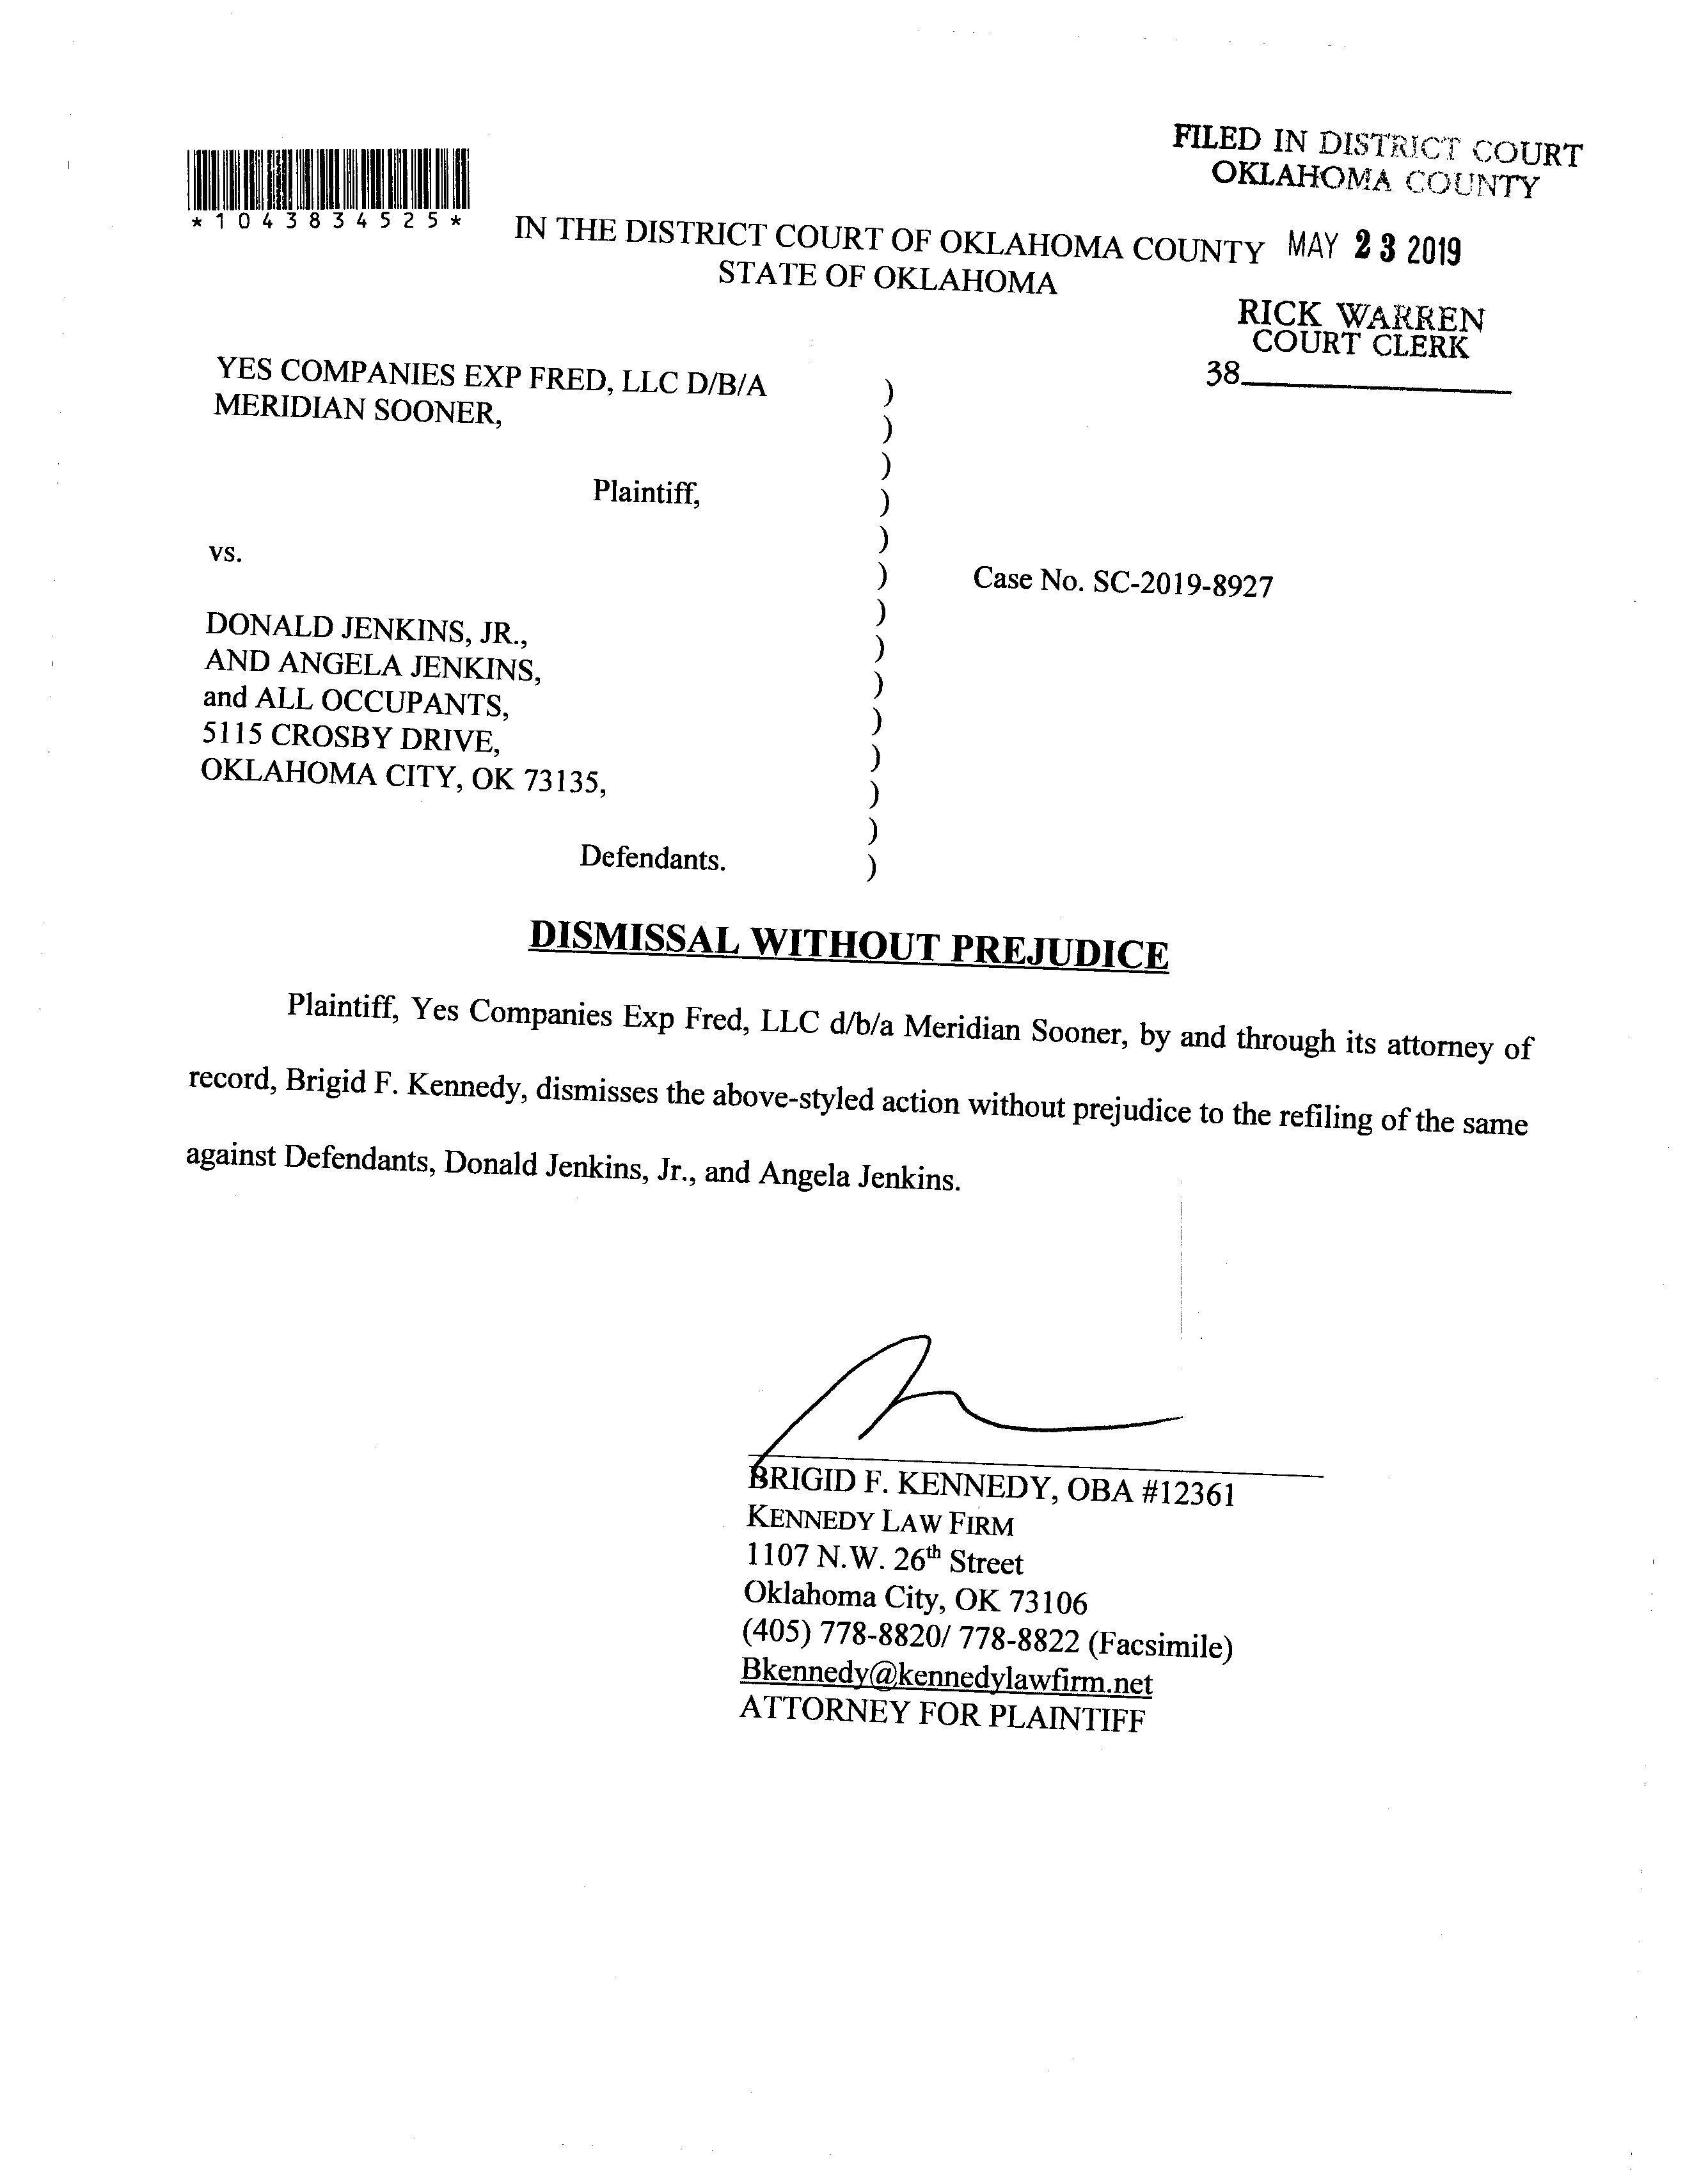 FILED IN DISTRICT COURT
OKLAHOMA COUNTY
*1043834525*
IN THE DISTRICT COURT OF OKLAHOMA COUNTY MAY 23 2019
STATE OF OKLAHOMA
RICK WARREN
COURT CLERK
38
YES COMPANIES EXP FRED, LLC D/B/A )
MERIDIAN SOONER, )
)
Plaintiff, )
)
vs. )
Case No. SC-2019-8927
)
DONALD JENKINS, JR., )
AND ANGELA JENKINS, )
and ALL OCCUPANTS, )
5115 CROSBY DRIVE, )
OKLAHOMA CITY, OK 73135, )
)
Defendants. )
DISMISSAL WITHOUT PREJUDICE
Plaintiff, Yes Companies Exp Fred, LLC d/b/a Meridian Sooner, by and through its attorney of
record, Brigid F. Kennedy, dismisses the above-styled action without prejudice to the refiling of the same
against Defendants, Donald Jenkins, Jr., and Angela Jenkins.
BRIGID F. KENNEDY, OBA #12361
KENNEDY LAW FIRM
1107 N.W. 26th Street
Oklahoma City, OK 73106
(405) 778-8820/ 778-8822 (Facsimile)
Bkennedy@kennedylawfirm.net
ATTORNEY FOR PLAINTIFF